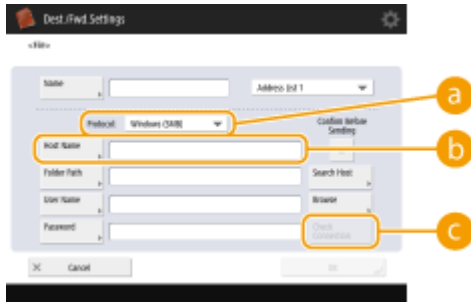 Dest./Fwd. Settings
<File>
Name
Address List 1
Protocol: Windows (SMB)
Confirm Before
Sending
a
Host Name
b
Folder Path
Search Host
User Name
Browse
Password
Check
Connection
c
× Cancel
OK